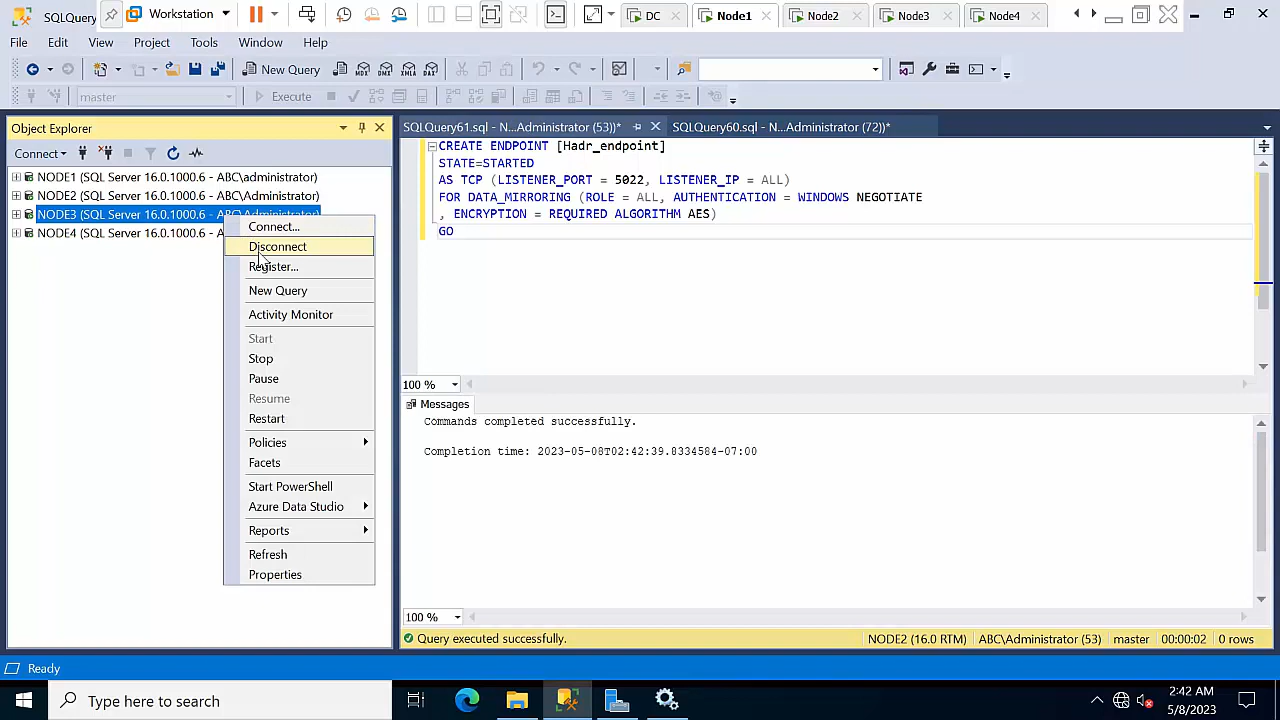 SQLQuery
Workstation
DC
Node1
Node2
Node3
Node4
File Edit View Project Tools Window Help
New Query
MDX DMX XMLA DAX
master
Execute
Object Explorer
SQLQuery61.sql - N...Administrator (53))*
SQLQuery60.sql - N...Administrator (72))*
Connect
NODE1 (SQL Server 16.0.1000.6 - ABC\administrator)
NODE2 (SQL Server 16.0.1000.6 - ABC\Administrator)
NODE3 (SQL Server 16.0.1000.6 - ABC\Administrator)
NODE4 (SQL Server 16.0.1000.6 - A
Connect...
Disconnect
Register...
New Query
Activity Monitor
Start
Stop
Pause
Resume
Restart
Policies
Facets
Start PowerShell
Azure Data Studio
Reports
Refresh
Properties
CREATE ENDPOINT [Hadr_endpoint]
STATE=STARTED
AS TCP (LISTENER_PORT = 5022, LISTENER_IP = ALL)
FOR DATA_MIRRORING (ROLE = ALL, AUTHENTICATION = WINDOWS NEGOTIATE
, ENCRYPTION = REQUIRED ALGORITHM AES)
GO
100 %
Messages
Commands completed successfully.
Completion time: 2023-05-08T02:42:39.8334584-07:00
100 %
Query executed successfully.
NODE2 (16.0 RTM) ABC\Administrator (53) master 00:00:02 0 rows
Ready
Type here to search
2:42 AM
5/8/2023